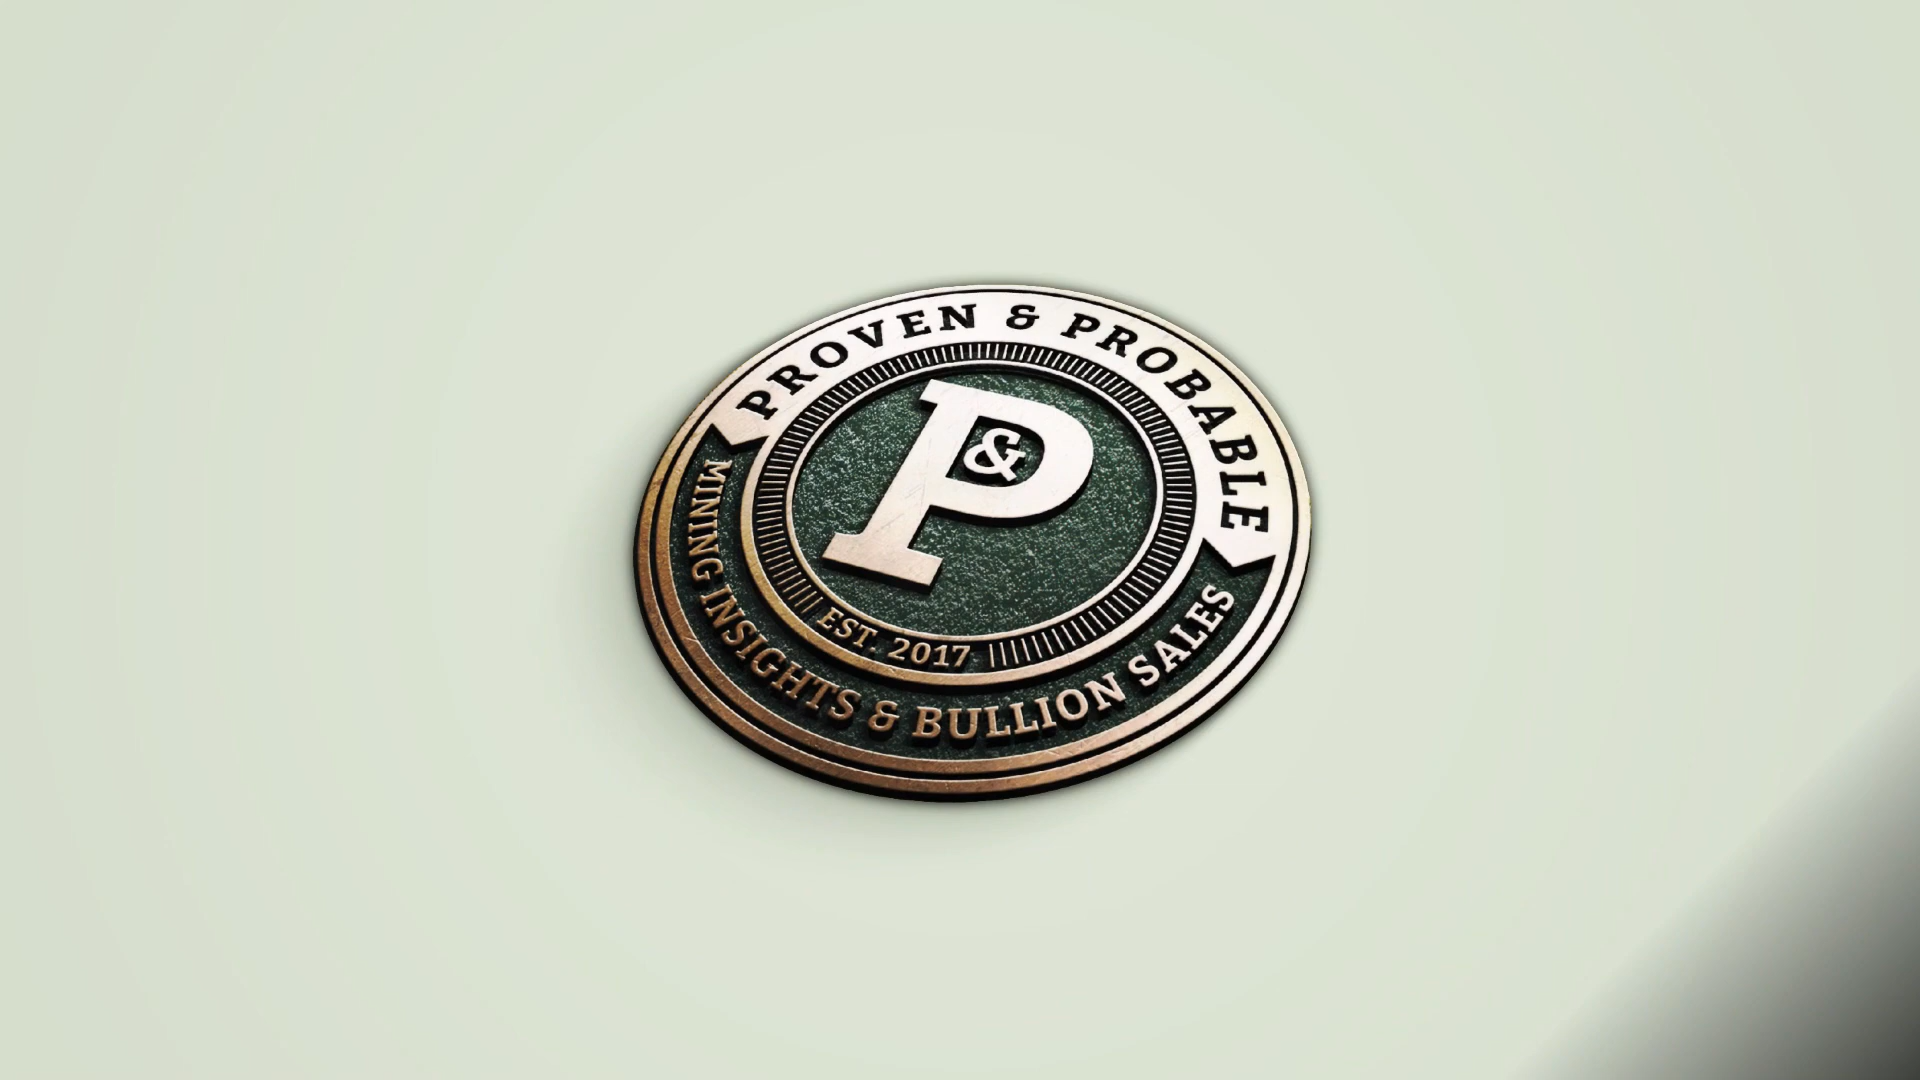 PROVEN & PROBABLE
P
&
EST. 2017
MINING INSIGHTS & BULLION SALES